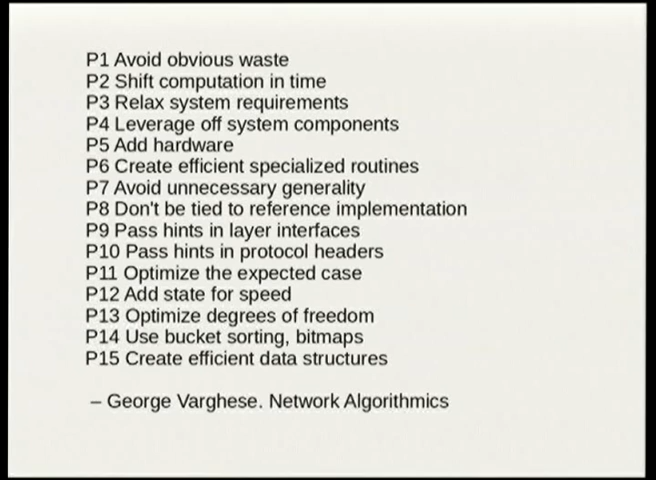 P1 Avoid obvious waste
P2 Shift computation in time
P3 Relax system requirements
P4 Leverage off system components
P5 Add hardware
P6 Create efficient specialized routines
P7 Avoid unnecessary generality
P8 Don't be tied to reference implementation
P9 Pass hints in layer interfaces
P10 Pass hints in protocol headers
P11 Optimize the expected case
P12 Add state for speed
P13 Optimize degrees of freedom
P14 Use bucket sorting, bitmaps
P15 Create efficient data structures
– George Varghese. Network Algorithmics